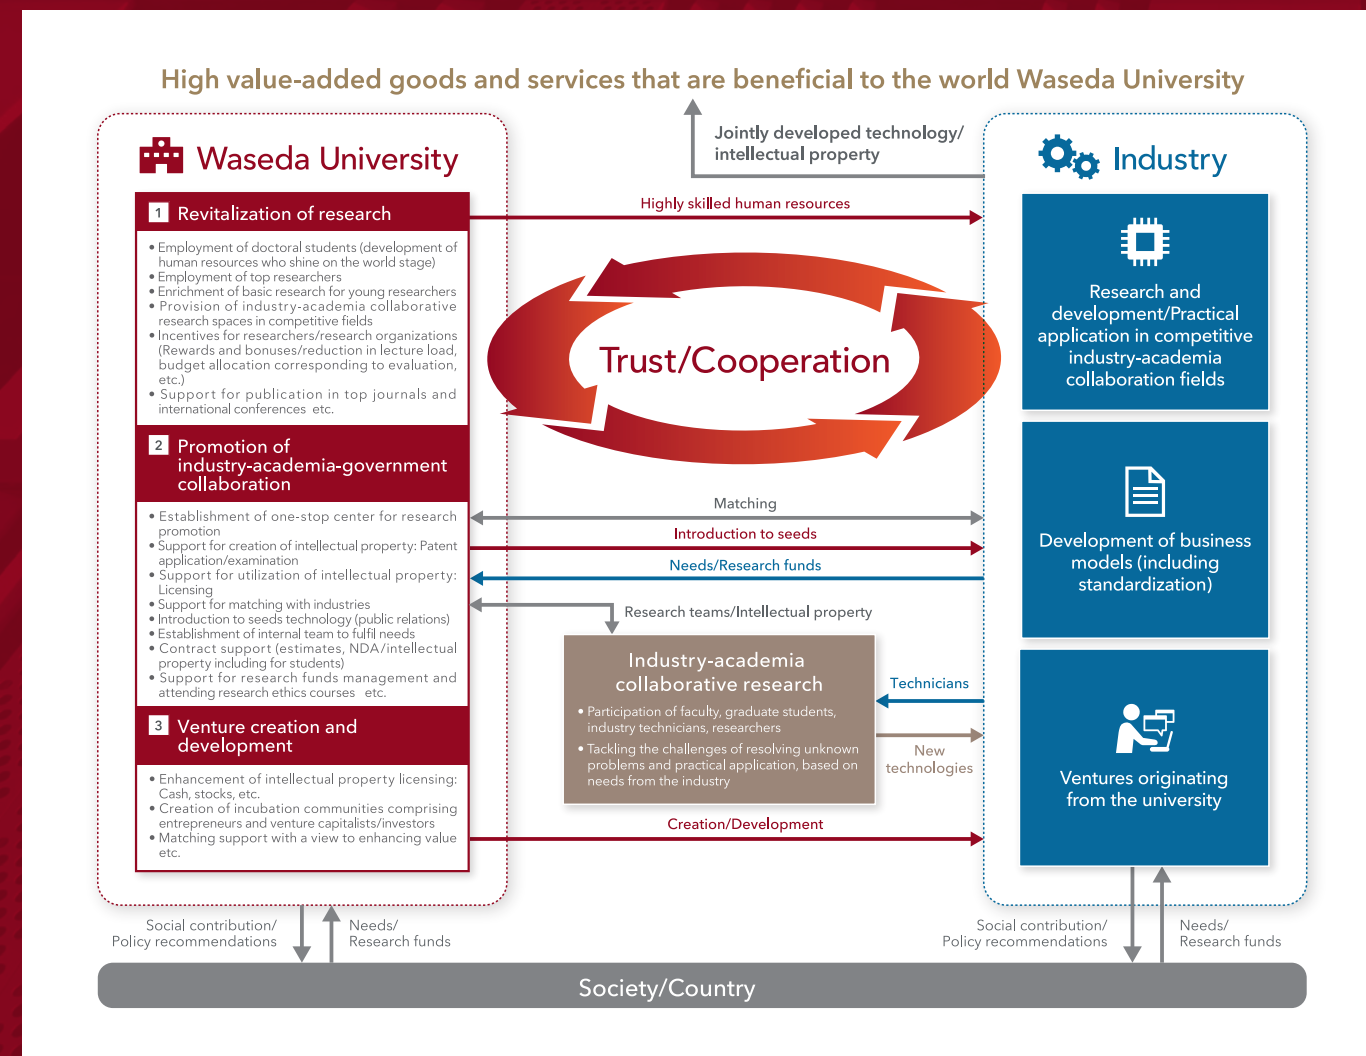 High value-added goods and services that are beneficial to the world Waseda University
Waseda University
1 Revitalization of research
• Employment of doctoral students (development of
human resources who shine on the world stage)
• Employment of top researchers
• Enrichment of basic research for young researchers
• Provision of industry-academia collaborative
research spaces in competitive fields
• Incentives for researchers/research organizations
(Rewards and bonuses/reduction in lecture load,
budget allocation corresponding to evaluation,
etc.)
• Support for publication in top journals and
international conferences etc.
2 Promotion of
industry-academia-government
collaboration
• Establishment of one-stop center for research
promotion
• Support for creation of intellectual property: Patent
application/examination
• Support for utilization of intellectual property:
Licensing
• Support for matching with industries
• Introduction to seeds technology (public relations)
• Establishment of internal team to fulfil needs
• Contract support (estimates, NDA/intellectual
property including for students)
• Support for research funds management and
attending research ethics courses etc.
3 Venture creation and
development
• Enhancement of intellectual property licensing:
Cash, stocks, etc.
• Creation of incubation communities comprising
entrepreneurs and venture capitalists/investors
• Matching support with a view to enhancing value
etc.
Jointly developed technology/
intellectual property
Highly skilled human resources
Trust/Cooperation
Matching
Introduction to seeds
Needs/Research funds
Research teams/Intellectual property
Industry-academia
collaborative research
• Participation of faculty, graduate students,
industry technicians, researchers
• Tackling the challenges of resolving unknown
problems and practical application, based on
needs from the industry
Technicians
New
technologies
Creation/Development
Industry
Research and
development/Practical
application in competitive
industry-academia
collaboration fields
Development of business
models (including
standardization)
Ventures originating
from the university
Social contribution/
Policy recommendations
Needs/
Research funds
Social contribution/
Policy recommendations
Needs/
Research funds
Society/Country